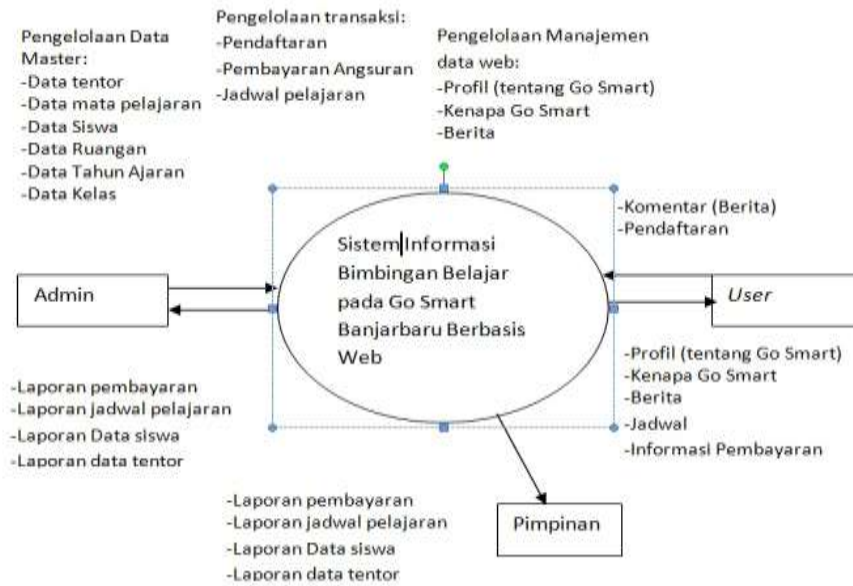 Pengelolaan Data
Master:
-Data tentor
-Data mata pelajaran
-Data Siswa
-Data Ruangan
-Data Tahun Ajaran
-Data Kelas
Pengelolaan transaksi:
-Pendaftaran
-Pembayaran Angsuran
-Jadwal pelajaran
Pengelolaan Manajemen
data web:
-Profil (tentang Go Smart)
-Kenapa Go Smart
-Berita
-Komentar (Berita)
-Pendaftaran
Admin
Sistem Informasi
Bimbingan Belajar
pada Go Smart
Banjarbaru Berbasis
Web
User
-Profil (tentang Go Smart)
-Kenapa Go Smart
-Berita
-Jadwal
-Informasi Pembayaran
-Laporan pembayaran
-Laporan jadwal pelajaran
-Laporan Data siswa
-Laporan data tentor
-Laporan pembayaran
-Laporan jadwal pelajaran
-Laporan Data siswa
-Laporan data tentor
Pimpinan